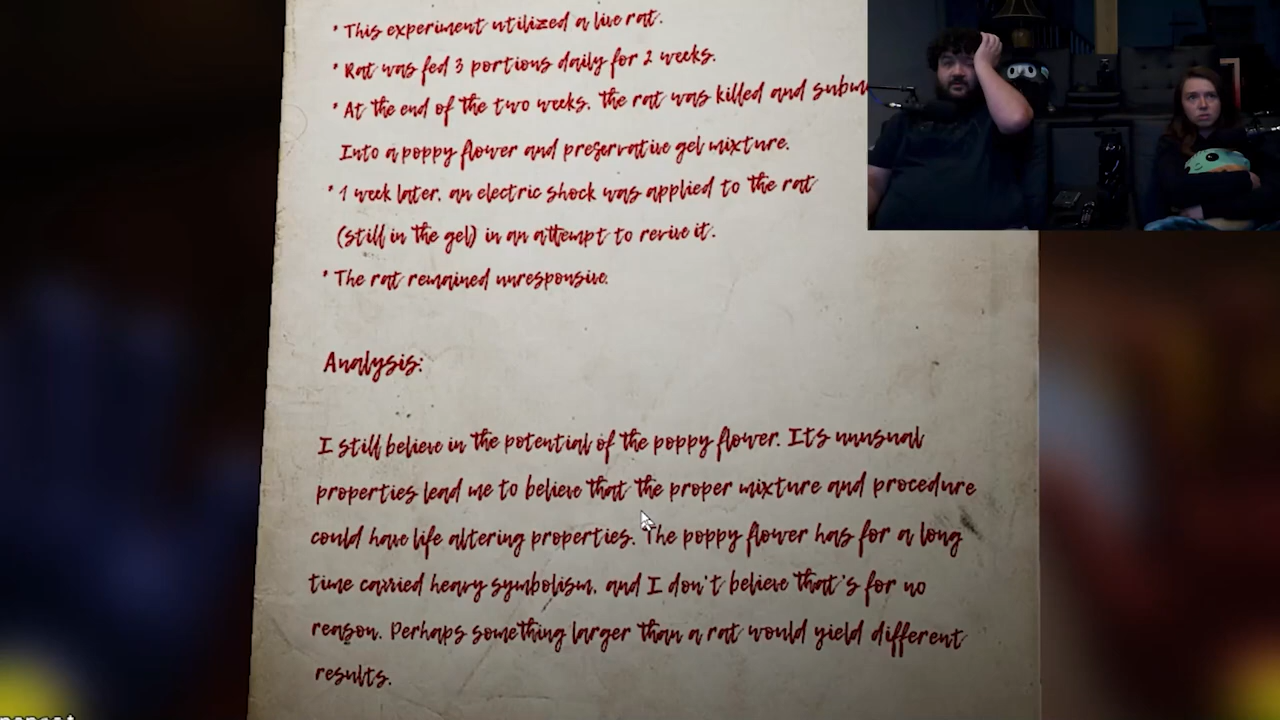 * This experiment utilized a live rat.
* Rat was fed 3 portions daily for 2 weeks.
* At the end of the two weeks, the rat was killed and subm
Into a poppy flower and preservative gel mixture.
* 1 week later, an electric shock was applied to the rat
(still in the gel) in an attempt to revive it.
* The rat remained unresponsive.
Analysis:
I still believe in the potential of the poppy flower. Its unusual
properties lead me to believe that the proper mixture and procedure
could have life altering properties. The poppy flower has for a long
time carried heavy symbolism, and I don't believe that's for no
reason. Perhaps something larger than a rat would yield different
results.